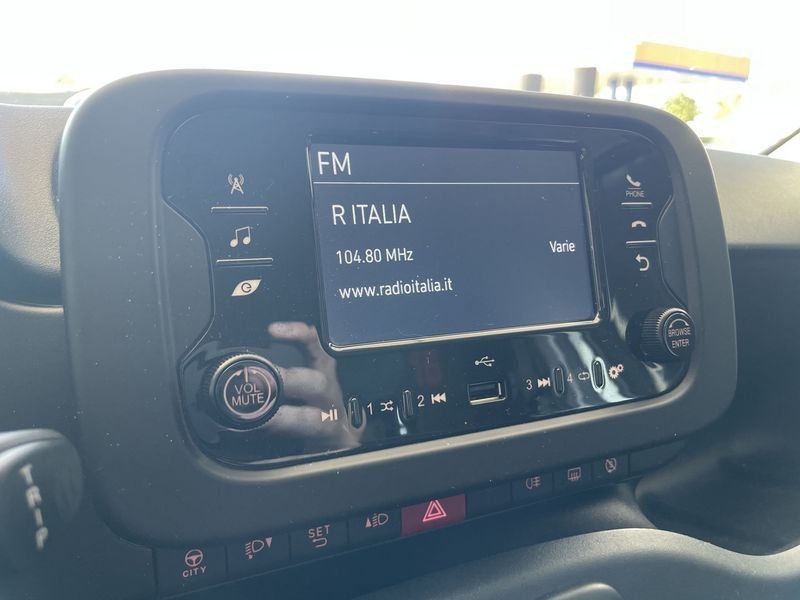 FM
R ITALIA
104.80 MHz
Varie
www.radioitalia.it
PHONE
BROWSE
ENTER
VOL
MUTE
1
2
3
4
TRIP
CITY
SET